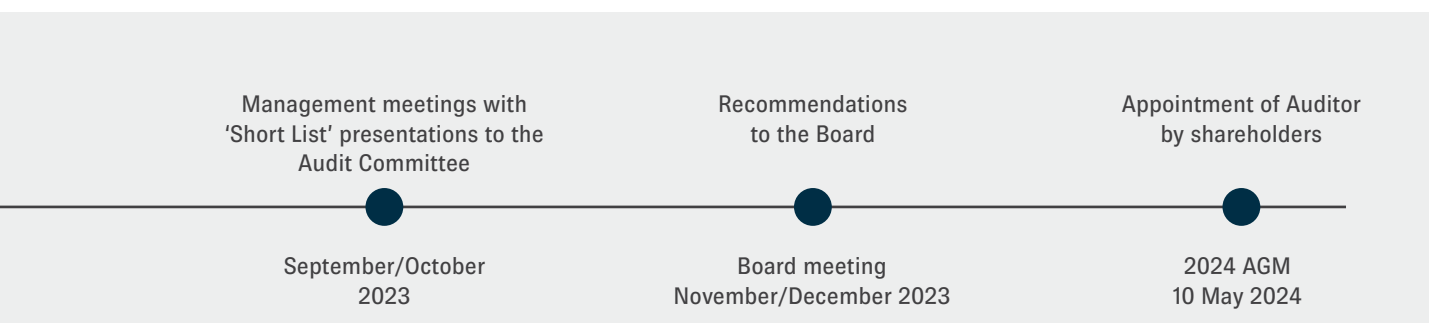 Management meetings with
‘Short List’ presentations to the
Audit Committee
September/October
2023
Recommendations
to the Board
Board meeting
November/December 2023
Appointment of Auditor
by shareholders
2024 AGM
10 May 2024